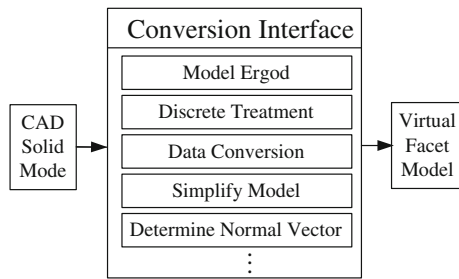 Conversion Interface
Model Ergod
Discrete Treatment
Data Conversion
Simplify Model
Determine Normal Vector
⋮
CAD
Solid
Mode
Virtual
Facet
Model